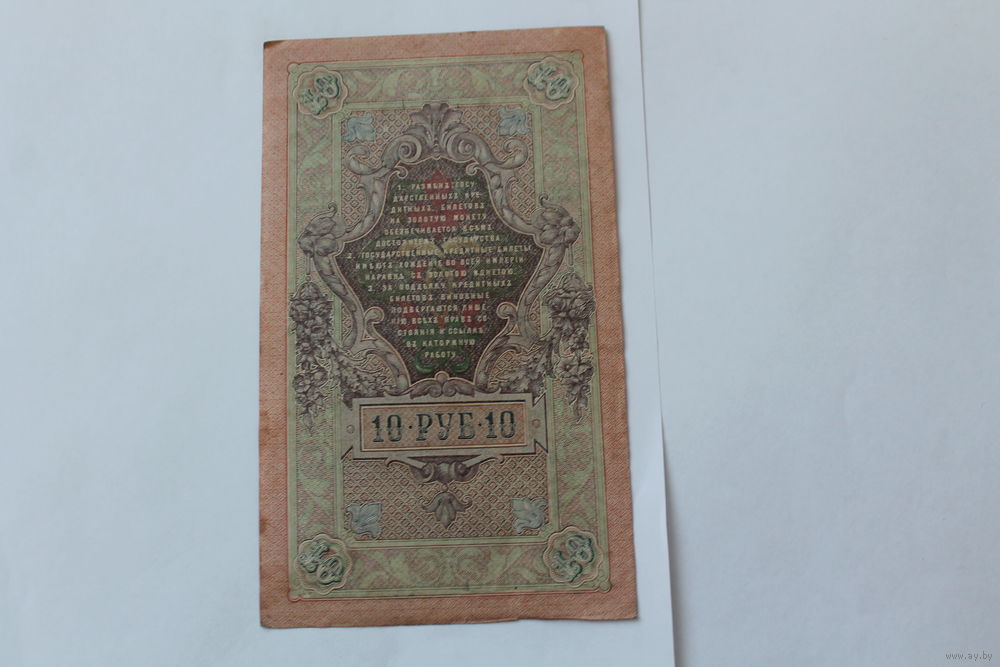 1. РАЗМѢНЪ ГОСУ
ДАРСТВЕННЫХЪ КРЕ-
ДИТНЫХЪ БИЛЕТОВЪ
НА ЗОЛОТУЮ МОНЕТУ
ОБЕЗПЕЧИВАЕТСЯ ВСѢМЪ
ДОСТОЯНІЕМЪ ГОСУДАРСТВА.
2. ГОСУДАРСТВЕННЫЕ КРЕДИТНЫЕ БИЛЕТЫ
ИМѢЮТЪ ХОЖДЕНІЕ ВО ВСЕЙ ИМПЕРІИ
НАРАВНѢ СЪ ЗОЛОТОЮ МОНЕТОЮ.
3. ЗА ПОДДѢЛКУ КРЕДИТНЫХЪ
БИЛЕТОВЪ ВИНОВНЫЕ
ПОДВЕРГАЮТСЯ ЛИШЕ-
НІЮ ВСѢХЪ ПРАВЪ СО-
СТОЯНІЯ И ССЫЛКѢ
ВЪ КАТОРЖНУЮ
РАБОТУ.
10·РУБ·10
www.ay.by